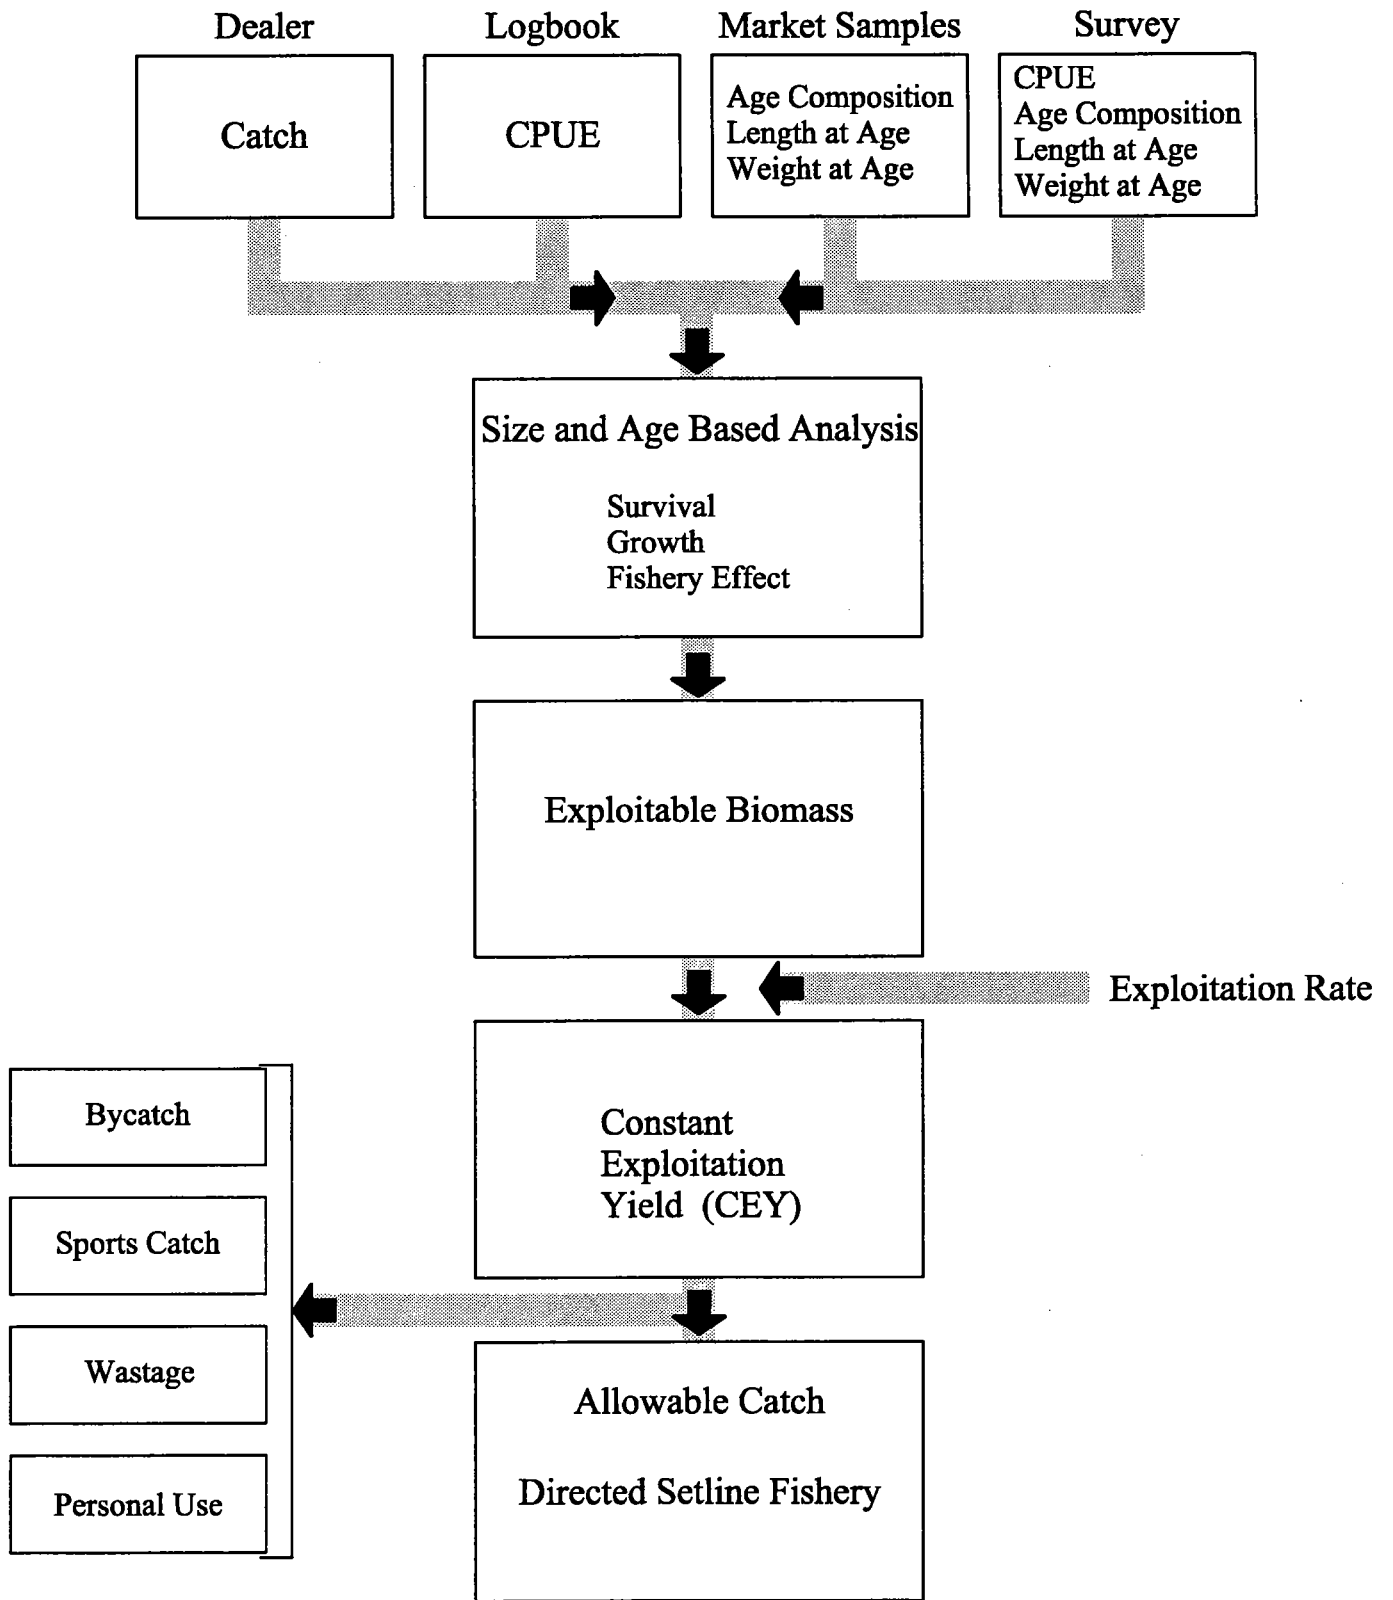 Dealer
Logbook
Market Samples
Survey
Catch
CPUE
Age Composition
Length at Age
Weight at Age
CPUE
Age Composition
Length at Age
Weight at Age
Size and Age Based Analysis
Survival
Growth
Fishery Effect
Exploitable Biomass
Exploitation Rate
Constant
Exploitation
Yield (CEY)
Bycatch
Sports Catch
Wastage
Personal Use
Allowable Catch
Directed Setline Fishery